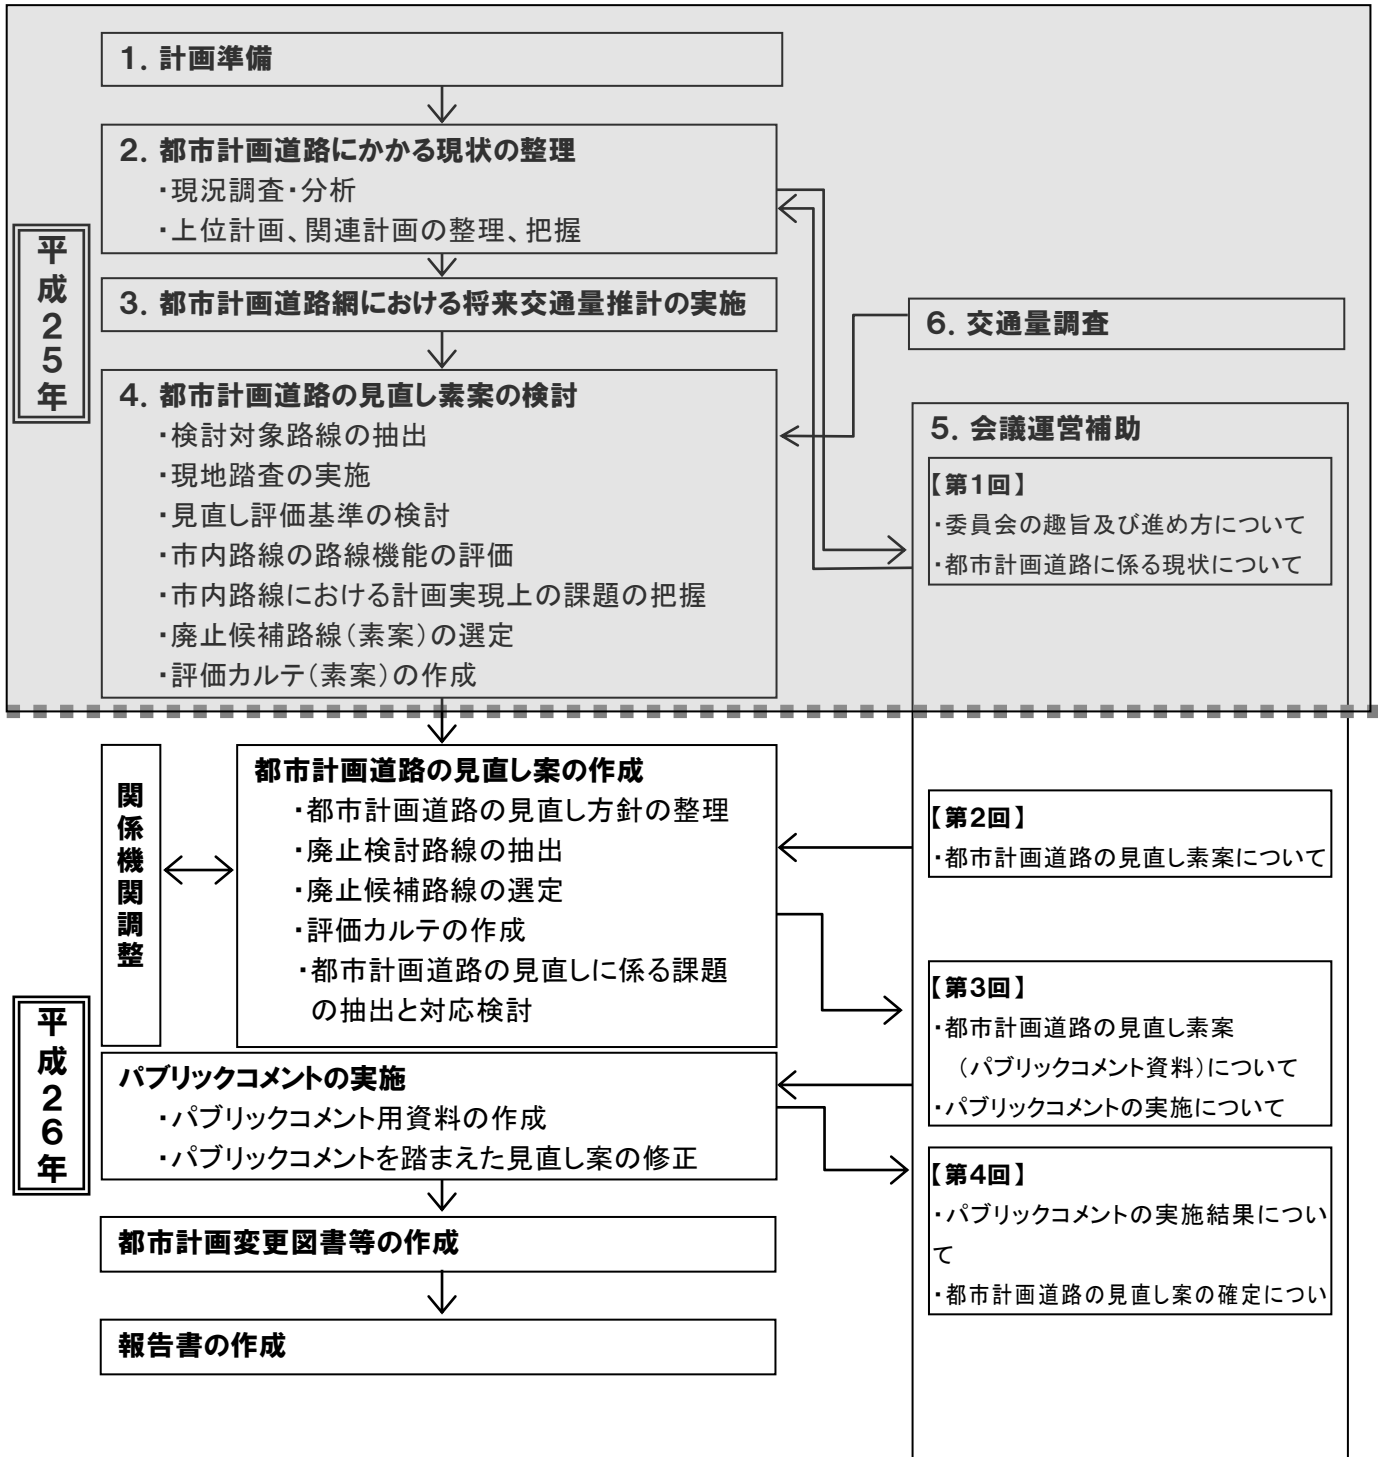 平成25年
1. 計画準備
2. 都市計画道路にかかる現状の整理
・現況調査・分析
・上位計画、関連計画の整理、把握
3. 都市計画道路網における将来交通量推計の実施
4. 都市計画道路の見直し素案の検討
・検討対象路線の抽出
・現地踏査の実施
・見直し評価基準の検討
・市内路線の路線機能の評価
・市内路線における計画実現上の課題の把握
・廃止候補路線(素案)の選定
・評価カルテ(素案)の作成
6. 交通量調査
5. 会議運営補助
【第1回】
・委員会の趣旨及び進め方について
・都市計画道路に係る現状について
平成26年
関係機関調整
都市計画道路の見直し案の作成
・都市計画道路の見直し方針の整理
・廃止検討路線の抽出
・廃止候補路線の選定
・評価カルテの作成
・都市計画道路の見直しに係る課題
の抽出と対応検討
パブリックコメントの実施
・パブリックコメント用資料の作成
・パブリックコメントを踏まえた見直し案の修正
都市計画変更図書等の作成
報告書の作成
【第2回】
・都市計画道路の見直し素案について
【第3回】
・都市計画道路の見直し素案
(パブリックコメント資料)について
・パブリックコメントの実施について
【第4回】
・パブリックコメントの実施結果につい
て
・都市計画道路の見直し案の確定につい